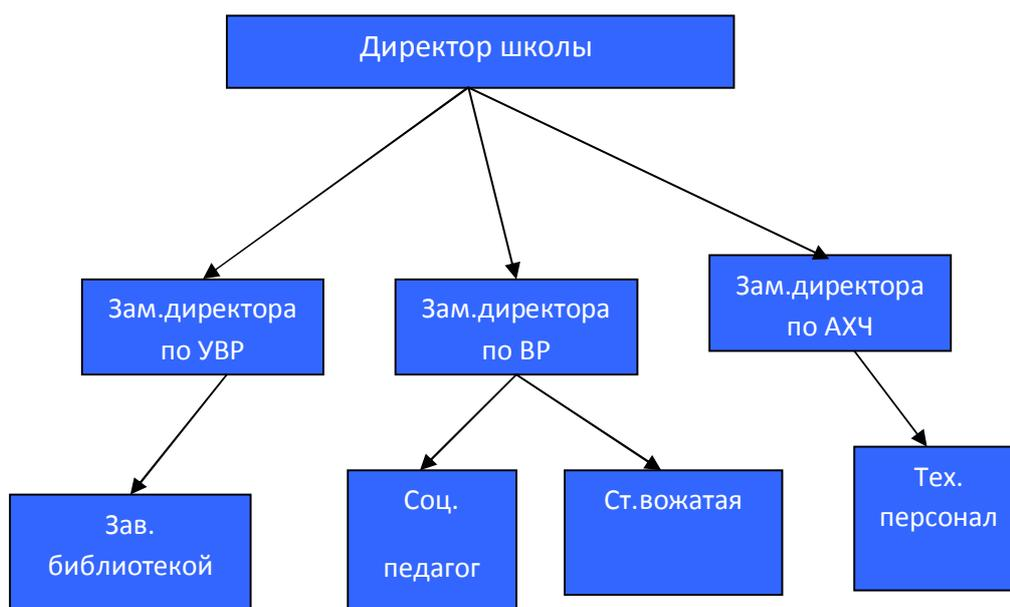 Директор школы
Зам.директора
по УВР
Зам.директора
по ВР
Зам.директора
по АХЧ
Зав.
библиотекой
Соц.
педагог
Ст.вожатая
Тех.
персонал